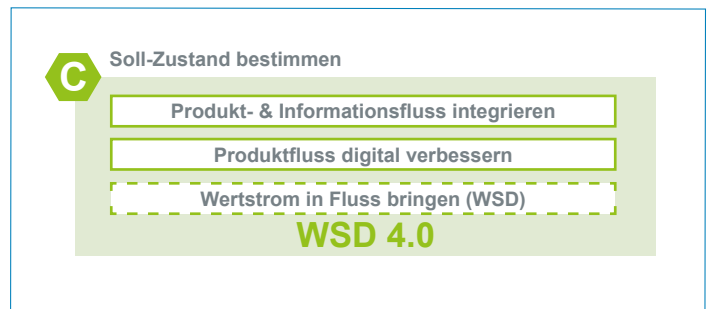 C
Soll-Zustand bestimmen
Produkt- & Informationsfluss integrieren
Produktfluss digital verbessern
Wertstrom in Fluss bringen (WSD)
WSD 4.0